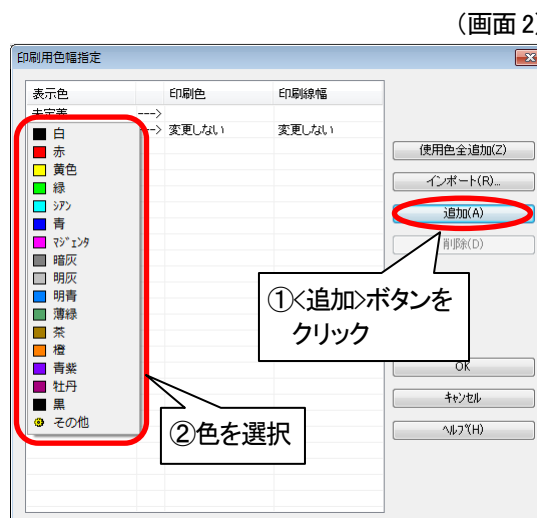 （画面 2）
印刷用色幅指定
表示色 印刷色 印刷線幅
未定義 --->
---> 変更しない 変更しない
白
赤
黄色
緑
ｼｱﾝ
青
ﾏｼﾞｪﾝﾀ
暗灰
明灰
明青
薄緑
茶
橙
青紫
牡丹
黒
その他
使用色全追加(Z)
インポート(R)...
追加(A)
削除(D)
①<追加>ボタンを
クリック
②色を選択
OK
キャンセル
ﾍﾙﾌﾟ(H)